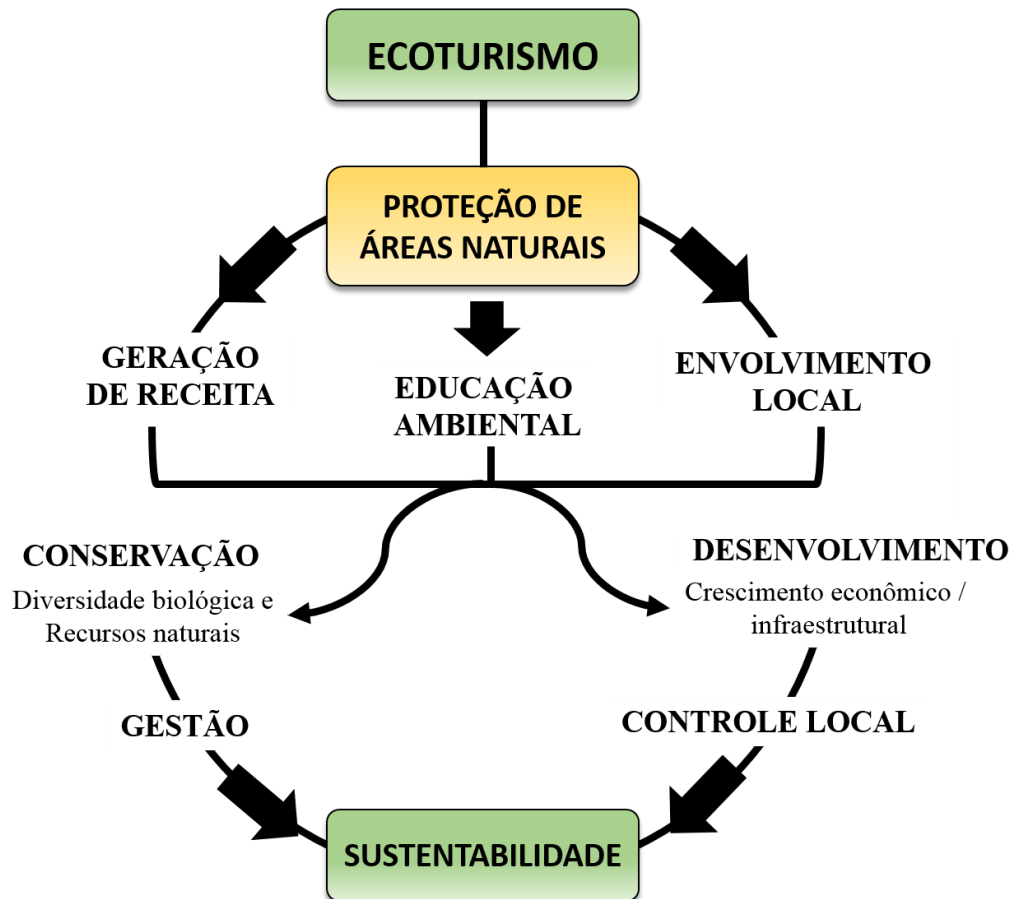 ECOTURISMO
PROTEÇÃO DE
ÁREAS NATURAIS
GERAÇÃO
DE RECEITA
EDUCAÇÃO
AMBIENTAL
ENVOLVIMENTO
LOCAL
CONSERVAÇÃO
Diversidade biológica e
Recursos naturais
DESENVOLVIMENTO
Crescimento econômico /
infraestrutural
GESTÃO
CONTROLE LOCAL
SUSTENTABILIDADE